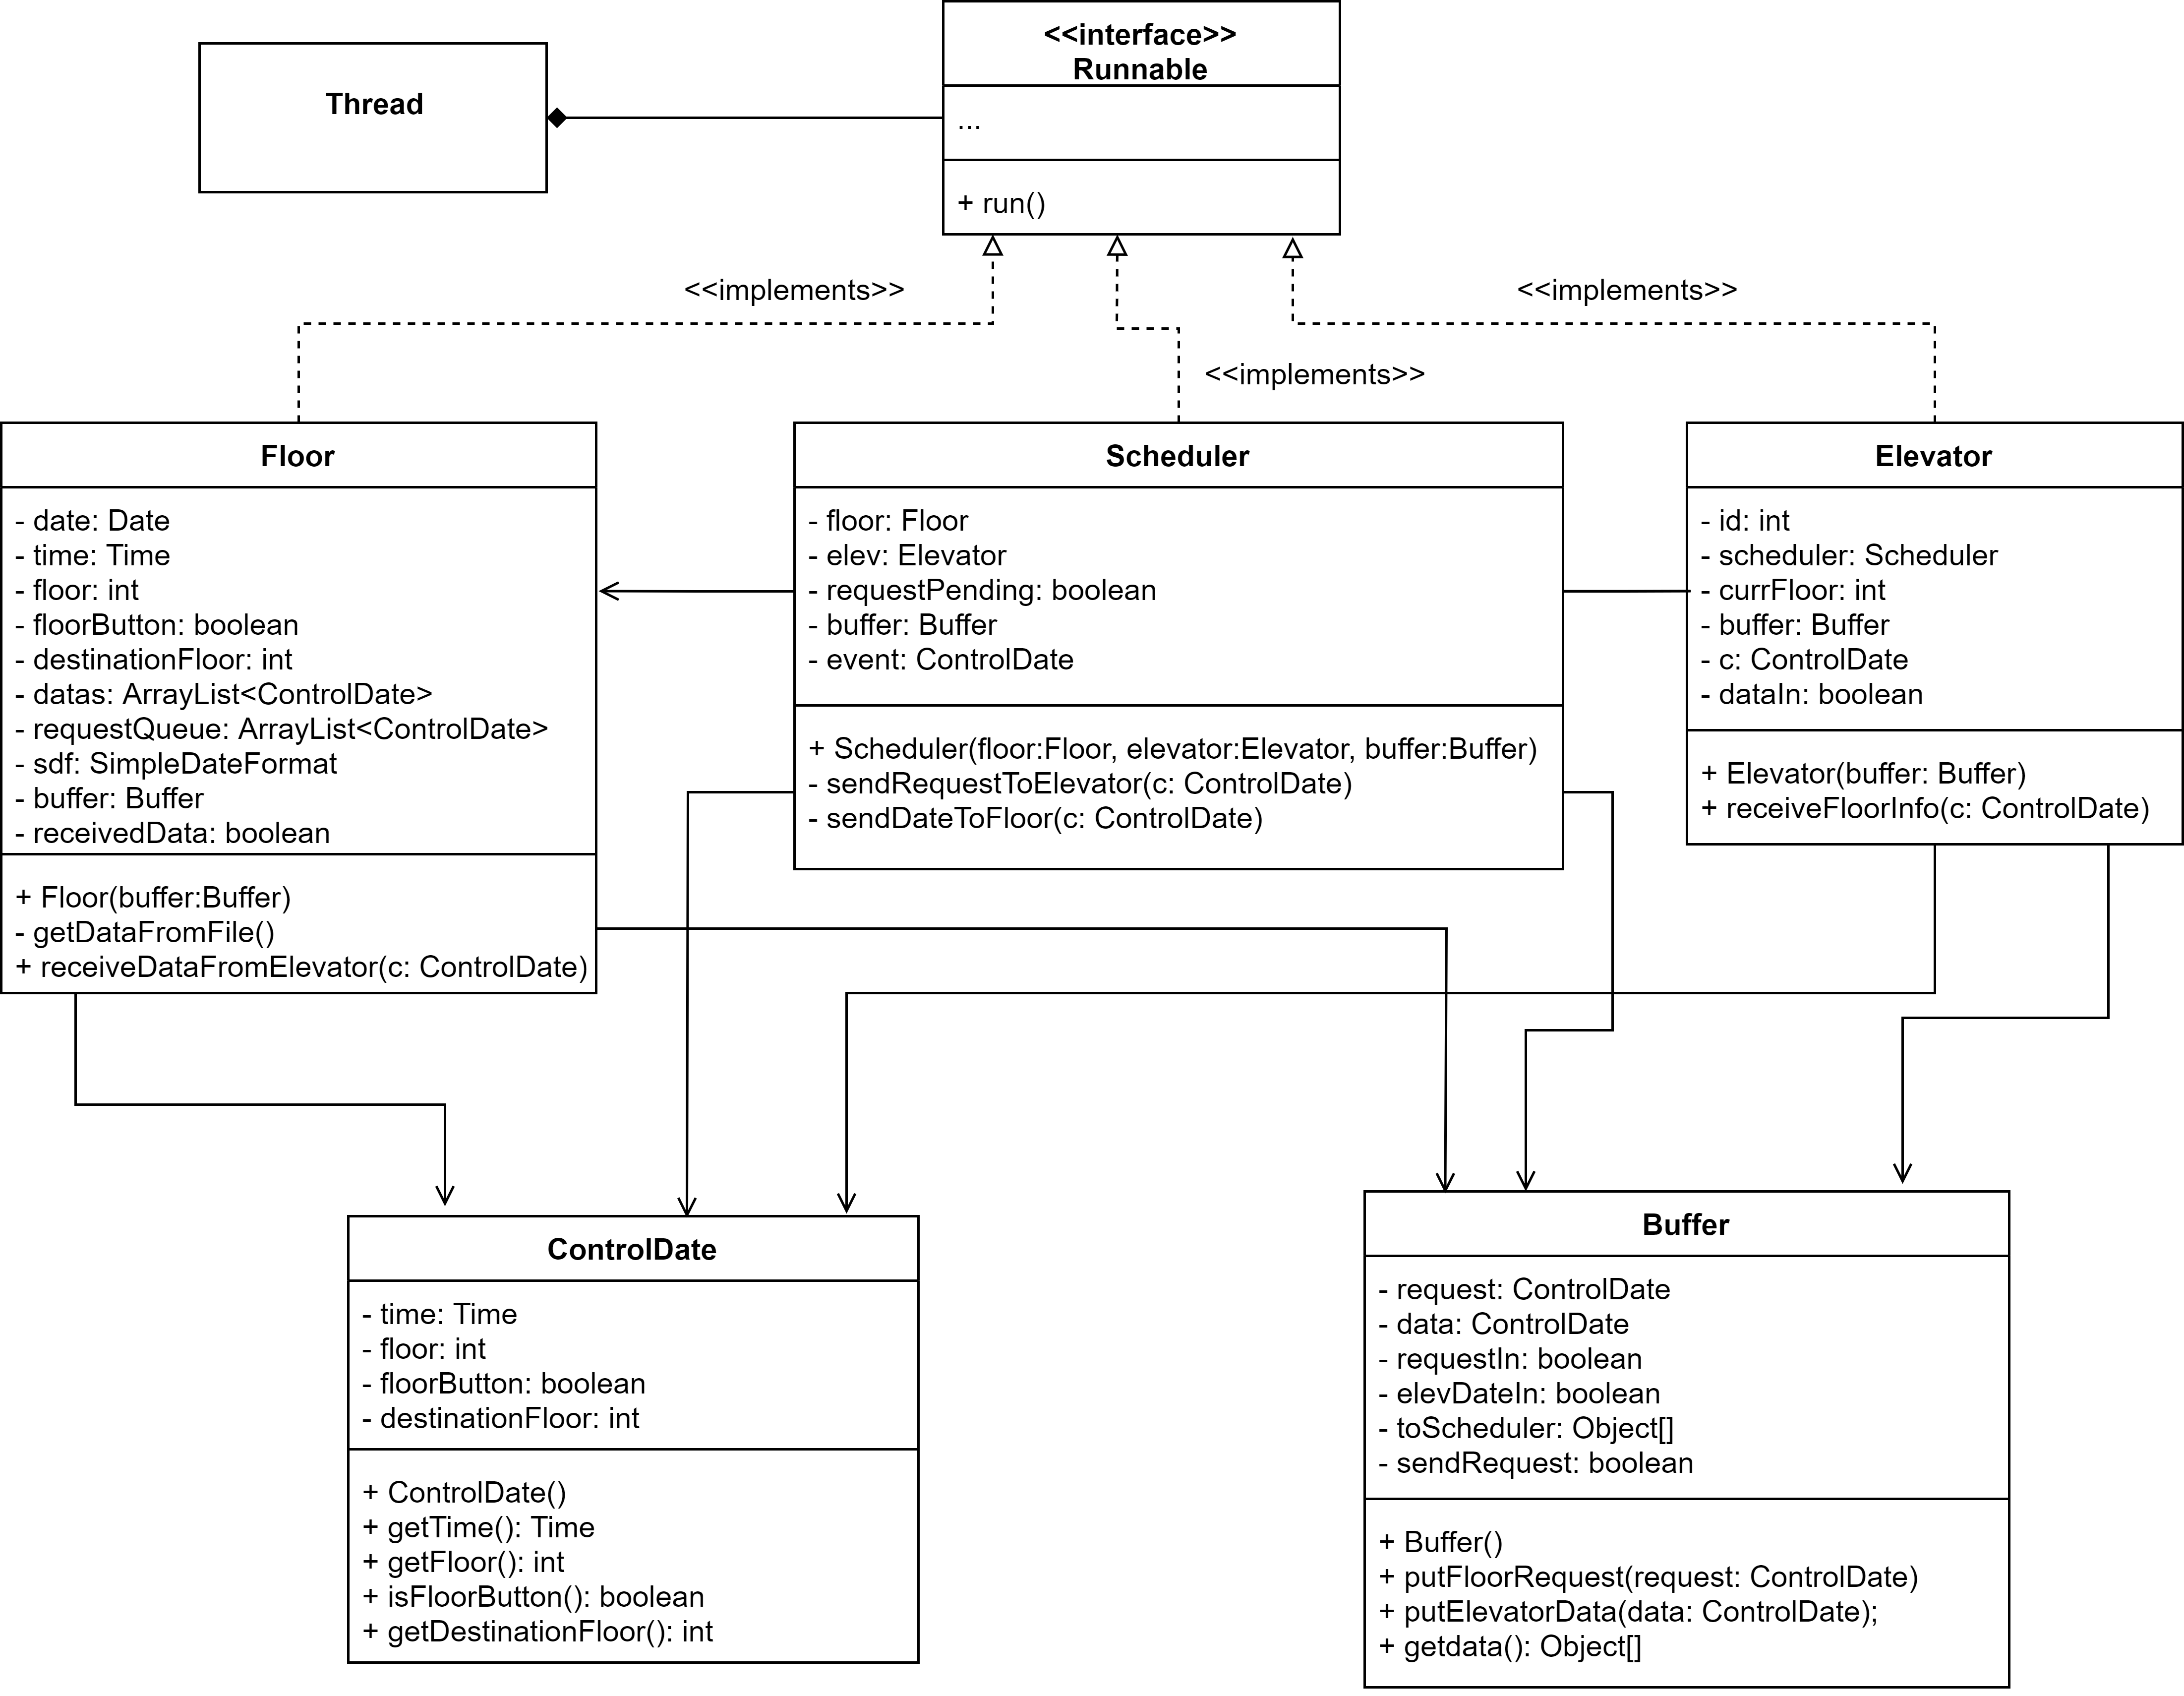 <<interface>>
Runnable
...
+ run()
Thread
<<implements>>
<<implements>>
<<implements>>
Floor
- date: Date
- time: Time
- floor: int
- floorButton: boolean
- destinationFloor: int
- datas: ArrayList<ControlDate>
- requestQueue: ArrayList<ControlDate>
- sdf: SimpleDateFormat
- buffer: Buffer
- receivedData: boolean
+ Floor(buffer:Buffer)
- getDataFromFile()
+ receiveDataFromElevator(c: ControlDate)
Scheduler
- floor: Floor
- elev: Elevator
- requestPending: boolean
- buffer: Buffer
- event: ControlDate
+ Scheduler(floor:Floor, elevator:Elevator, buffer:Buffer)
- sendRequestToElevator(c: ControlDate)
- sendDateToFloor(c: ControlDate)
Elevator
- id: int
- scheduler: Scheduler
- currFloor: int
- buffer: Buffer
- c: ControlDate
- dataIn: boolean
+ Elevator(buffer: Buffer)
+ receiveFloorInfo(c: ControlDate)
ControlDate
- time: Time
- floor: int
- floorButton: boolean
- destinationFloor: int
+ ControlDate()
+ getTime(): Time
+ getFloor(): int
+ isFloorButton(): boolean
+ getDestinationFloor(): int
Buffer
- request: ControlDate
- data: ControlDate
- requestIn: boolean
- elevDateIn: boolean
- toScheduler: Object[]
- sendRequest: boolean
+ Buffer()
+ putFloorRequest(request: ControlDate)
+ putElevatorData(data: ControlDate);
+ getdata(): Object[]